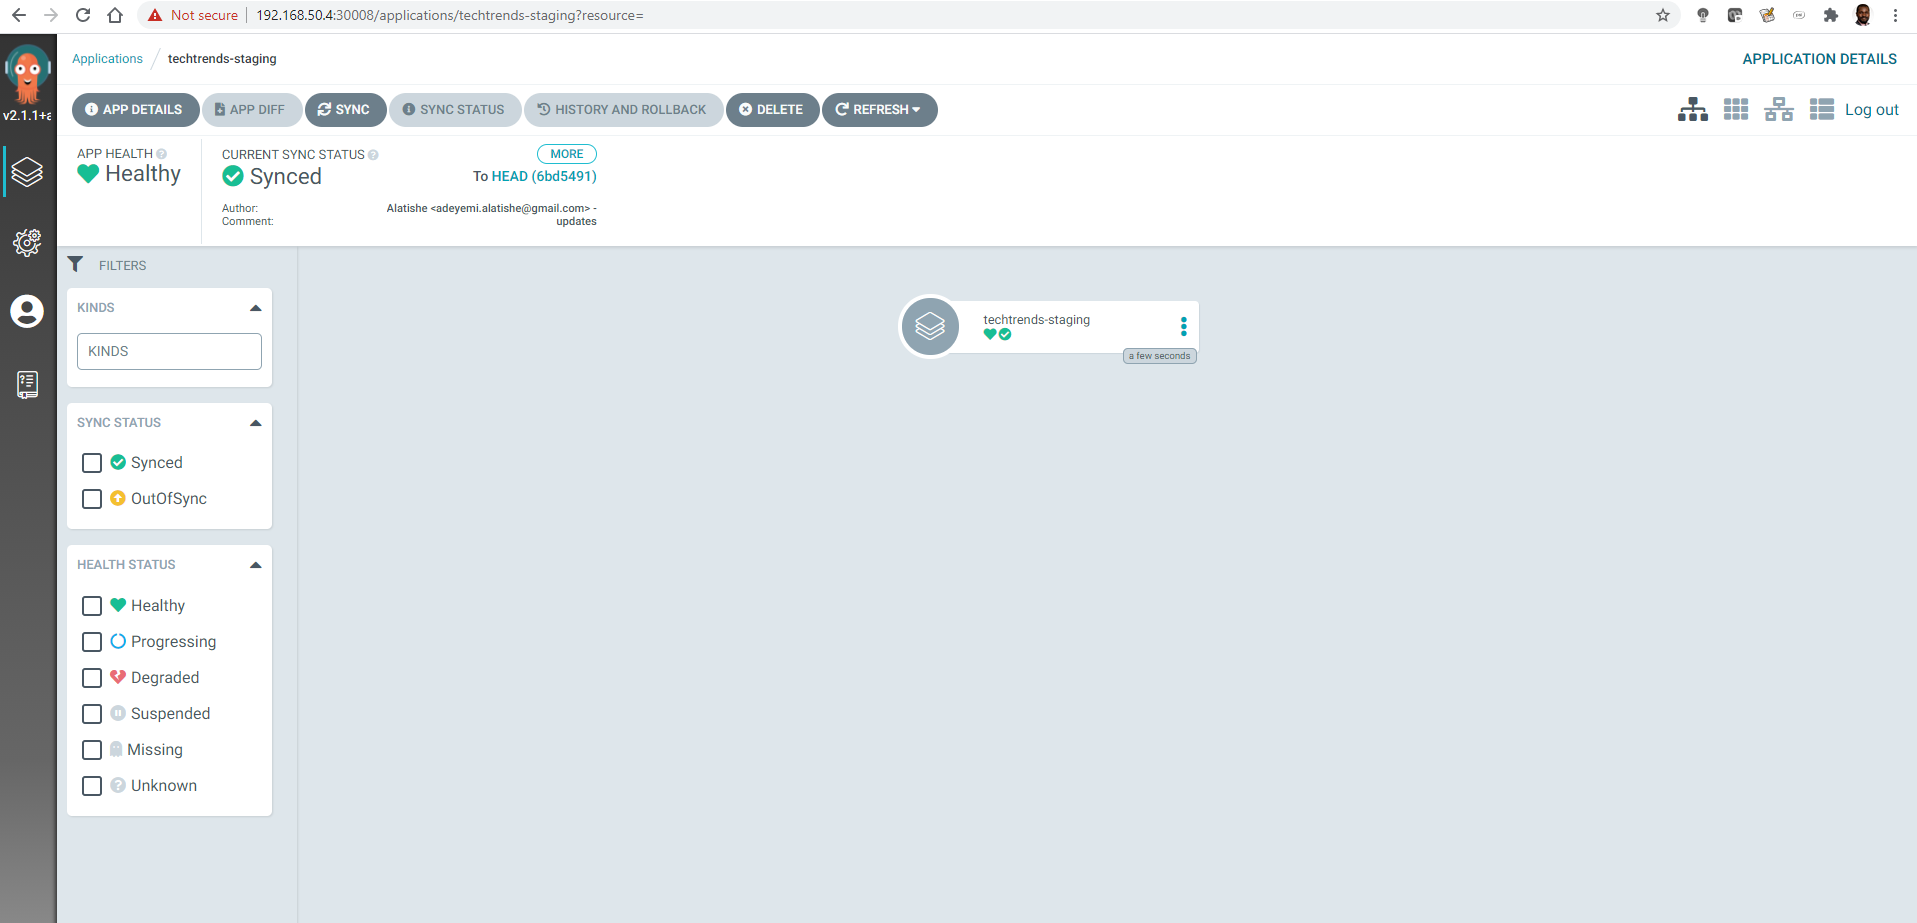 Not secure
192.168.50.4:30008/applications/techtrends-staging?resource=
v2.1.1+a
Applications / techtrends-staging
APPLICATION DETAILS
APP DETAILS
APP DIFF
SYNC
SYNC STATUS
HISTORY AND ROLLBACK
DELETE
REFRESH
Log out
APP HEALTH
Healthy
CURRENT SYNC STATUS
MORE
Synced
To HEAD (6bd5491)
Author: Alatishe <adeyemi.alatishe@gmail.com> -
Comment: updates
FILTERS
KINDS
KINDS
SYNC STATUS
Synced
OutOfSync
HEALTH STATUS
Healthy
Progressing
Degraded
Suspended
Missing
Unknown
techtrends-staging
a few seconds